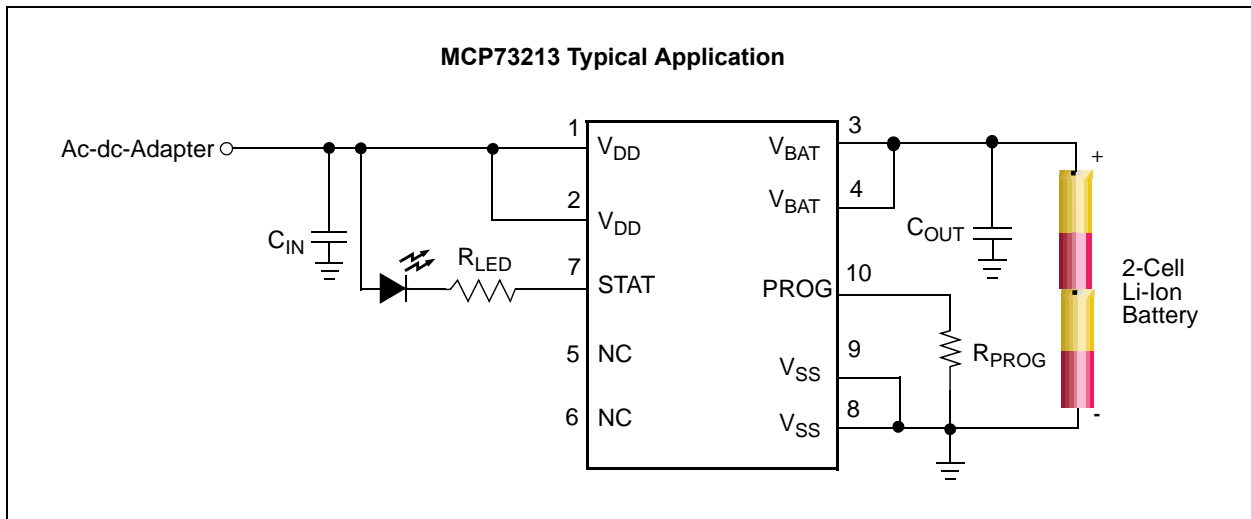 MCP73213 Typical Application
Ac-dc-Adapter
1
VDD
2
VDD
CIN
RLED
7
STAT
5
NC
6
NC
3
VBAT
4
VBAT
COUT
10
PROG
RPROG
9
VSS
8
VSS
+
2-Cell
Li-Ion
Battery
-